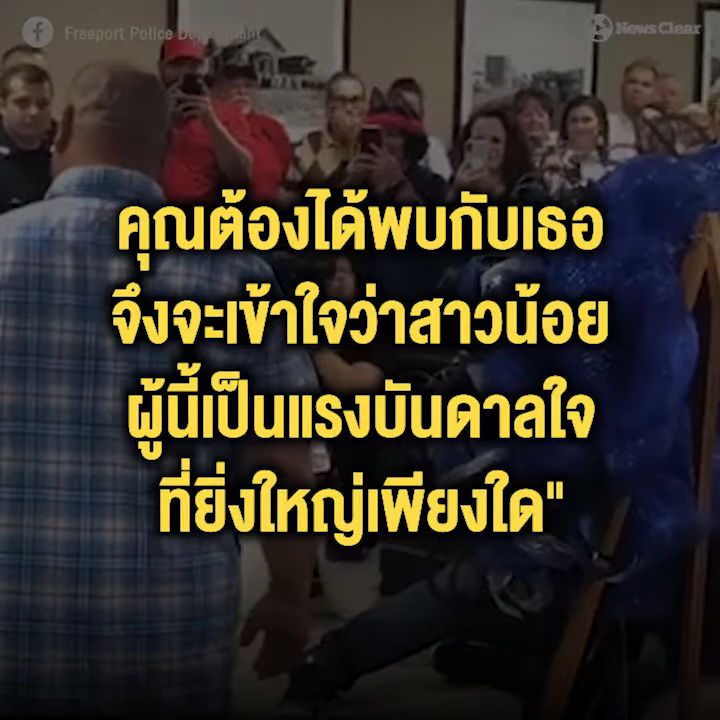 Freeport Police Department
News Clear
คุณต้องได้พบกับเธอ
จึงจะเข้าใจว่าสาวน้อย
ผู้นี้เป็นแรงบันดาลใจ
ที่ยิ่งใหญ่เพียงใด"